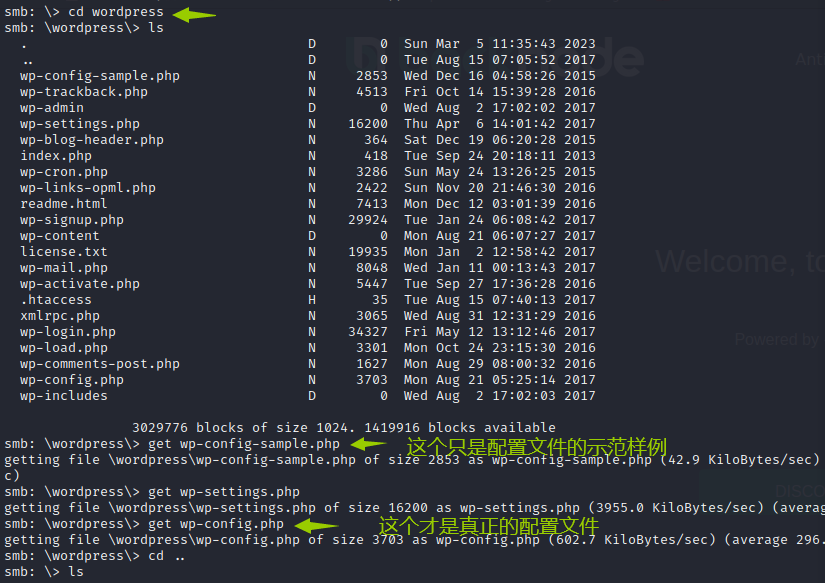 smb: \> cd wordpress
smb: \wordpress\> ls
. D 0 Sun Mar 5 11:35:43 2023
.. D 0 Tue Aug 15 07:05:52 2017
wp-config-sample.php N 2853 Wed Dec 16 04:58:26 2015
wp-trackback.php N 4513 Fri Oct 14 15:39:28 2016
wp-admin D 0 Wed Aug 2 17:02:02 2017
wp-settings.php N 16200 Thu Apr 6 14:01:42 2017
wp-blog-header.php N 364 Sat Dec 19 06:20:28 2015
index.php N 418 Tue Sep 24 20:18:11 2013
wp-cron.php N 3286 Sun May 24 13:26:25 2015
wp-links-opml.php N 2422 Sun Nov 20 21:46:30 2016
readme.html N 7413 Mon Dec 12 03:01:39 2016
wp-signup.php N 29924 Tue Jan 24 06:08:42 2017
wp-content D 0 Mon Aug 21 06:07:27 2017
license.txt N 19935 Mon Jan 2 12:58:42 2017
wp-mail.php N 8048 Wed Jan 11 00:13:43 2017
wp-activate.php N 5447 Tue Sep 27 17:36:28 2016
.htaccess H 35 Tue Aug 15 07:40:13 2017
xmlrpc.php N 3065 Wed Aug 31 12:31:29 2016
wp-login.php N 34327 Fri May 12 13:12:46 2017
wp-load.php N 3301 Mon Oct 24 23:15:30 2016
wp-comments-post.php N 1627 Mon Aug 29 08:00:32 2016
wp-config.php N 3703 Mon Aug 21 05:25:14 2017
wp-includes D 0 Wed Aug 2 17:02:03 2017
3029776 blocks of size 1024. 1419916 blocks available
smb: \wordpress\> get wp-config-sample.php 这个只是配置文件的示范样例
getting file \wordpress\wp-config-sample.php of size 2853 as wp-config-sample.php (42.9 KiloBytes/sec)
c)
smb: \wordpress\> get wp-settings.php
getting file \wordpress\wp-settings.php of size 16200 as wp-settings.php (3955.0 KiloBytes/sec) (averag
smb: \wordpress\> get wp-config.php 这个才是真正的配置文件
getting file \wordpress\wp-config.php of size 3703 as wp-config.php (602.7 KiloBytes/sec) (average 296.
smb: \wordpress\> cd ..
smb: \> ls
Welcome, to
Powered by
DISCO